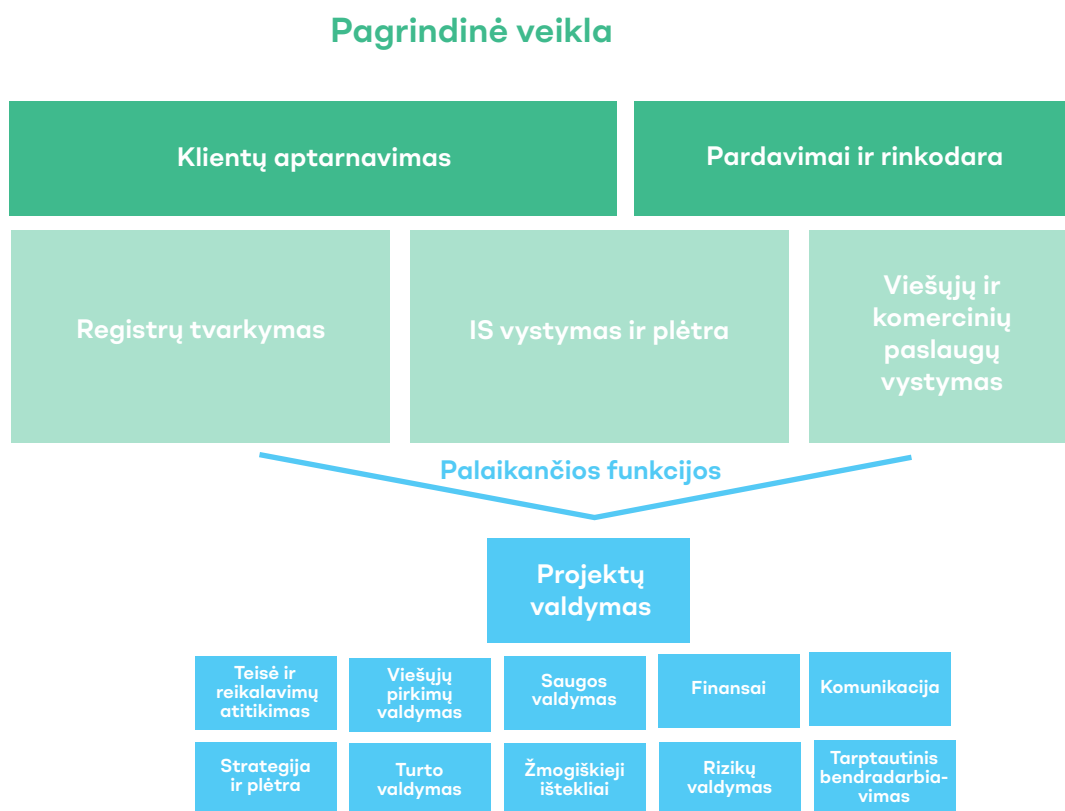 Pagrindinė veikla
Klientų aptarnavimas
Pardavimai ir rinkodara
Registrų tvarkymas
IS vystymas ir plėtra
Viešųjų ir
komercinių
paslaugų
vystymas
Palaikančios funkcijos
Projektų
valdymas
Teisė ir
reikalavimų
atitikimas
Viešųjų
pirkimų
valdymas
Saugos
valdymas
Finansai
Komunikacija
Strategija
ir plėtra
Turto
valdymas
Žmogiškieji
ištekliai
Rizikų
valdymas
Tarptautinis
bendradarbia-
vimas